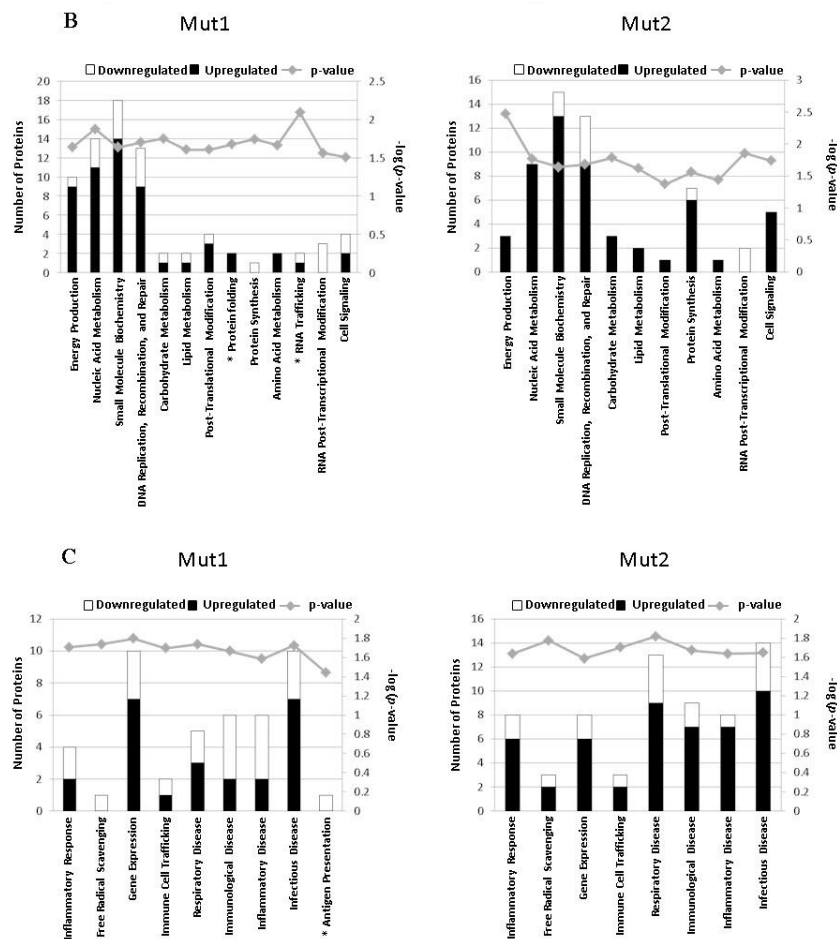 B
Mut1
Mut2
Downregulated Upregulated p-value
Downregulated Upregulated p-value
Number of Proteins
20
18
16
14
12
10
8
6
4
2
0
2.5
2
1.5
1
0.5
0
-log (p-value)
Energy Production
Nucleic Acid Metabolism
Small Molecule Biochemistry
DNA Replication, Recombination, and Repair
Carbohydrate Metabolism
Lipid Metabolism
Post-Translational Modification
* Protein folding
Protein Synthesis
Amino Acid Metabolism
* RNA Trafficking
RNA Post-Transcriptional Modification
Cell Signaling
Number of Proteins
16
14
12
10
8
6
4
2
0
3
2.5
2
1.5
1
0.5
0
-log (p-value)
Energy Production
Nucleic Acid Metabolism
Small Molecule Biochemistry
DNA Replication, Recombination, and Repair
Carbohydrate Metabolism
Lipid Metabolism
Post-Translational Modification
Protein Synthesis
Amino Acid Metabolism
RNA Post-Transcriptional Modification
Cell Signaling
C
Mut1
Mut2
Downregulated Upregulated p-value
Downregulated Upregulated p-value
Number of Proteins
12
10
8
6
4
2
0
2
1.8
1.6
1.4
1.2
1
0.8
0.6
0.4
0.2
0
-log (p-value)
Inflammatory Response
Free Radical Scavenging
Gene Expression
Immune Cell Trafficking
Respiratory Disease
Immunological Disease
Inflammatory Disease
Infectious Disease
* Antigen Presentation
Number of Proteins
16
14
12
10
8
6
4
2
0
2
1.8
1.6
1.4
1.2
1
0.8
0.6
0.4
0.2
0
-log (p-value)
Inflammatory Response
Free Radical Scavenging
Gene Expression
Immune Cell Trafficking
Respiratory Disease
Immunological Disease
Inflammatory Disease
Infectious Disease